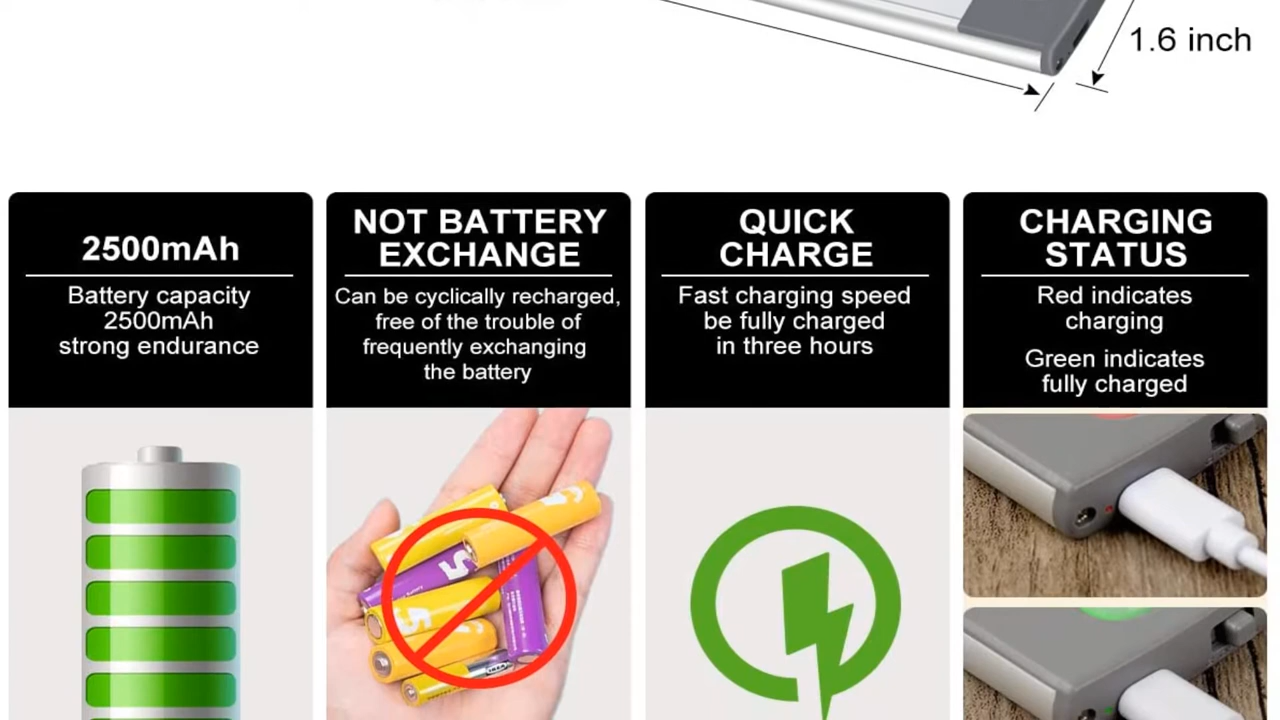 1.6 inch
2500mAh
Battery capacity
2500mAh
strong endurance
NOT BATTERY
EXCHANGE
Can be cyclically recharged,
free of the trouble of
frequently exchanging
the battery
QUICK
CHARGE
Fast charging speed
be fully charged
in three hours
CHARGING
STATUS
Red indicates
charging
Green indicates
fully charged